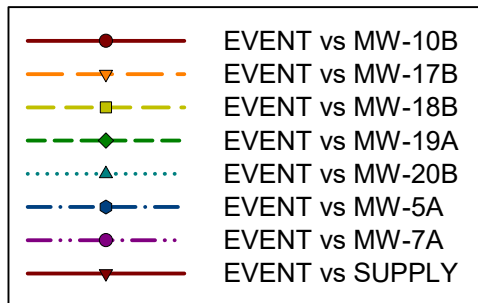 EVENT vs MW-10B
EVENT vs MW-17B
EVENT vs MW-18B
EVENT vs MW-19A
EVENT vs MW-20B
EVENT vs MW-5A
EVENT vs MW-7A
EVENT vs SUPPLY